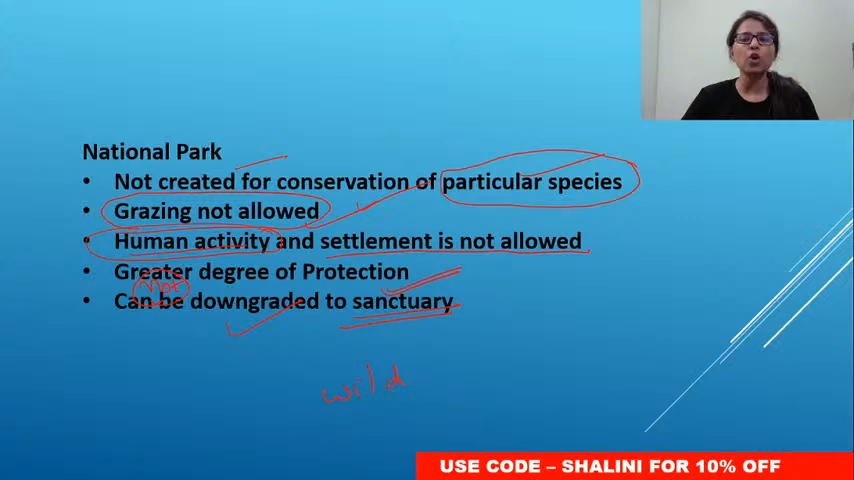 National Park
• Not created for conservation of particular species
• Grazing not allowed
• Human activity and settlement is not allowed
• Greater degree of Protection
Not
• Can be downgraded to sanctuary
wild
USE CODE – SHALINI FOR 10% OFF